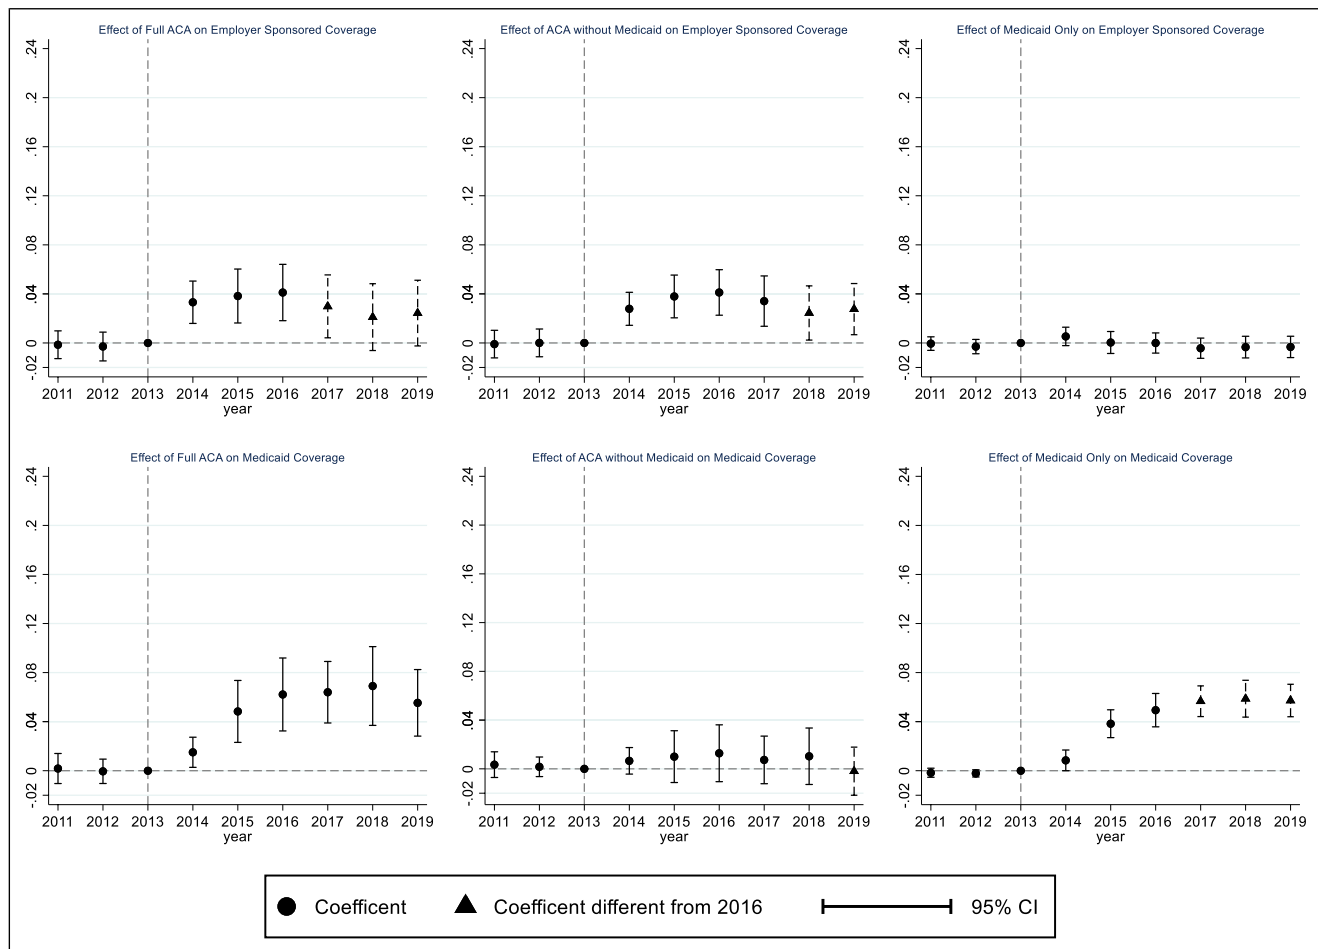 Effect of Full ACA on Employer Sponsored Coverage
.24
.2
.16
.12
.08
.04
0
-.02
2011 2012 2013 2014 2015 2016 2017 2018 2019
year
Effect of ACA without Medicaid on Employer Sponsored Coverage
.24
.2
.16
.12
.08
.04
0
-.02
2011 2012 2013 2014 2015 2016 2017 2018 2019
year
Effect of Medicaid Only on Employer Sponsored Coverage
.24
.2
.16
.12
.08
.04
0
-.02
2011 2012 2013 2014 2015 2016 2017 2018 2019
year
Effect of Full ACA on Medicaid Coverage
.24
.2
.16
.12
.08
.04
0
-.02
2011 2012 2013 2014 2015 2016 2017 2018 2019
year
Effect of ACA without Medicaid on Medicaid Coverage
.24
.2
.16
.12
.08
.04
0
-.02
2011 2012 2013 2014 2015 2016 2017 2018 2019
year
Effect of Medicaid Only on Medicaid Coverage
.24
.2
.16
.12
.08
.04
0
-.02
2011 2012 2013 2014 2015 2016 2017 2018 2019
year
Coefficent Coefficent different from 2016 95% CI